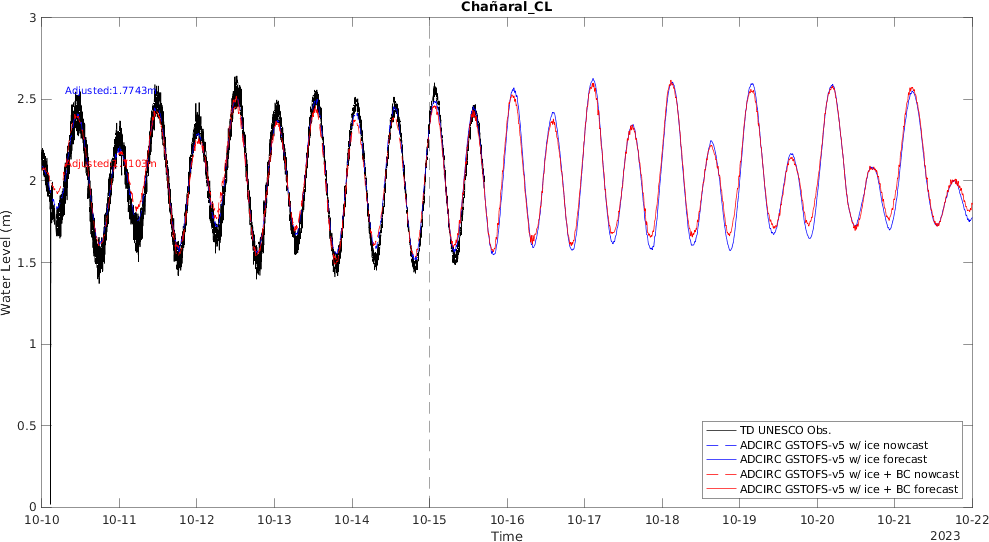 Chañaral_CL
3
2.5
2
1.5
1
0.5
0
Water Level (m)
Adjusted:1.7743m
10-10 10-11 10-12 10-13 10-14 10-15 10-16 10-17 10-18 10-19 10-20 10-21 10-22
Time
2023
TD UNESCO Obs.
ADCIRC GSTOFS-v5 w/ ice nowcast
ADCIRC GSTOFS-v5 w/ ice forecast
ADCIRC GSTOFS-v5 w/ ice + BC nowcast
ADCIRC GSTOFS-v5 w/ ice + BC forecast